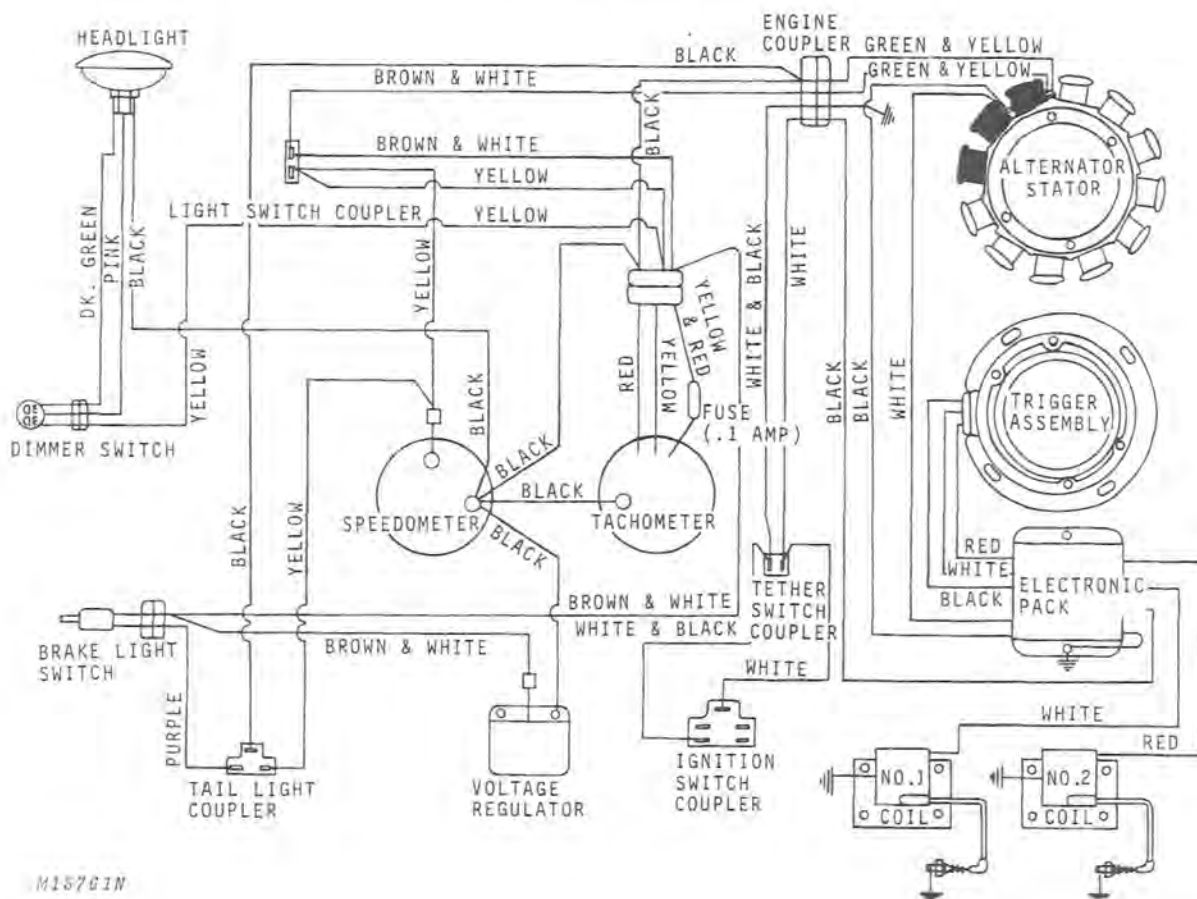 HEADLIGHT
ENGINE
COUPLER
GREEN & YELLOW
BLACK
BROWN & WHITE
GREEN & YELLOW
BLACK
BROWN & WHITE
YELLOW
LIGHT SWITCH COUPLER
YELLOW
ALTERNATOR
STATOR
DK. GREEN
PINK
BLACK
YELLOW
YELLOW
& RED
WHITE & BLACK
WHITE
YELLOW
RED
YELLOW
BLACK
BLACK
BLACK
WHITE
FUSE
(.1 AMP)
TRIGGER
ASSEMBLY
DIMMER SWITCH
BLACK
BLACK
SPEEDOMETER
TACHOMETER
BLACK
BLACK
YELLOW
RED
WHITE
BLACK
ELECTRONIC
PACK
TETHER
SWITCH
COUPLER
BROWN & WHITE
WHITE & BLACK
BROWN & WHITE
BRAKE LIGHT
SWITCH
WHITE
PURPLE
WHITE
RED
TAIL LIGHT
COUPLER
VOLTAGE
REGULATOR
IGNITION
SWITCH
COUPLER
NO.1
COIL
NO.2
COIL
M15761N